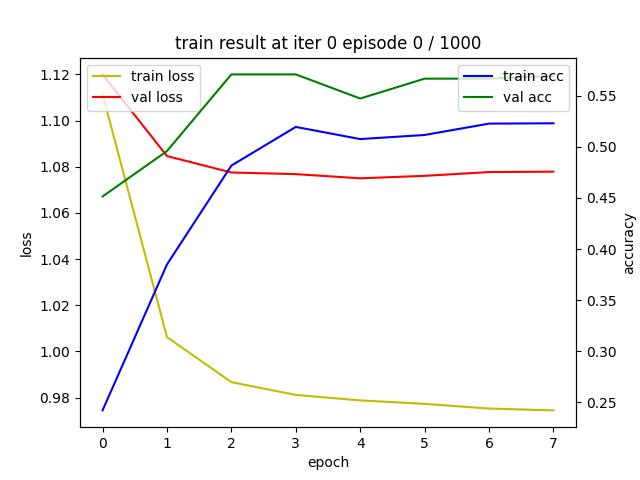 train result at iter 0 episode 0 / 1000
train loss
val loss
train acc
val acc
1.12
1.10
1.08
1.06
1.04
1.02
1.00
0.98
loss
0.55
0.50
0.45
0.40
0.35
0.30
0.25
accuracy
0 1 2 3 4 5 6 7
epoch